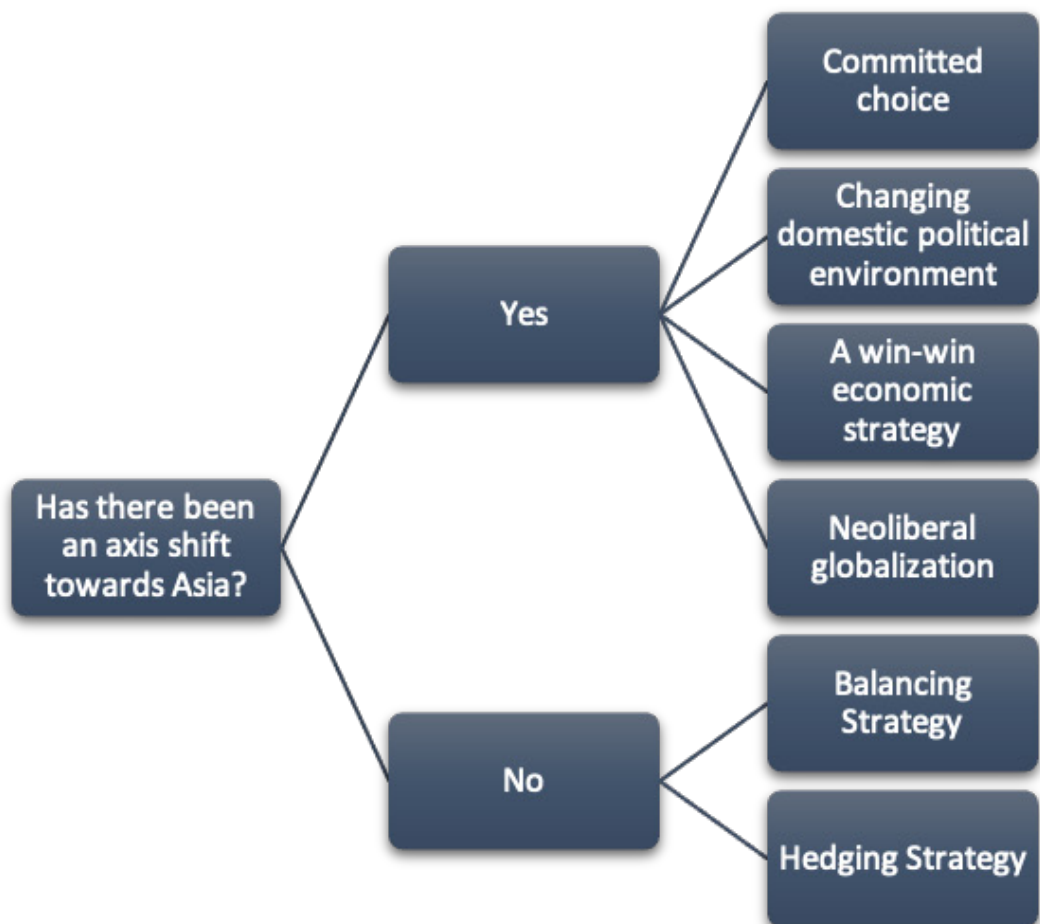 Has there been
an axis shift
towards Asia?
Yes
No
Committed
choice
Changing
domestic political
environment
A win-win
economic
strategy
Neoliberal
globalization
Balancing
Strategy
Hedging Strategy